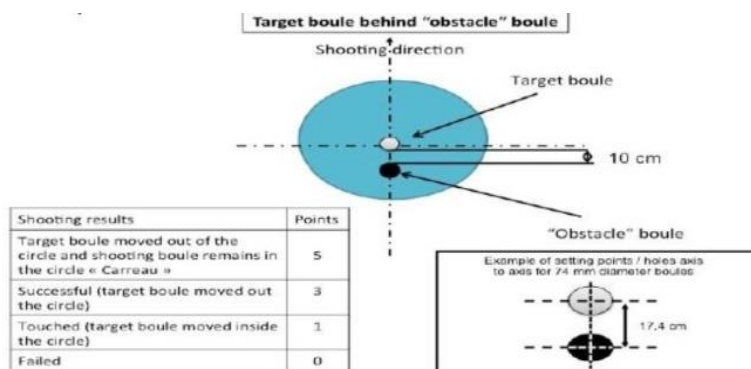 Target boule behind "obstacle" boule
Shooting direction
Target boule
10 cm
"Obstacle" boule
Shooting results Points
Target boule moved out of the
circle and shooting boule remains in
the circle « Carreau » 5
Successful (target boule moved out
the circle) 3
Touched (target boule moved inside
the circle) 1
Failed 0
Example of setting points / holes axis
to axis for 74 mm diameter boules
17,4 cm